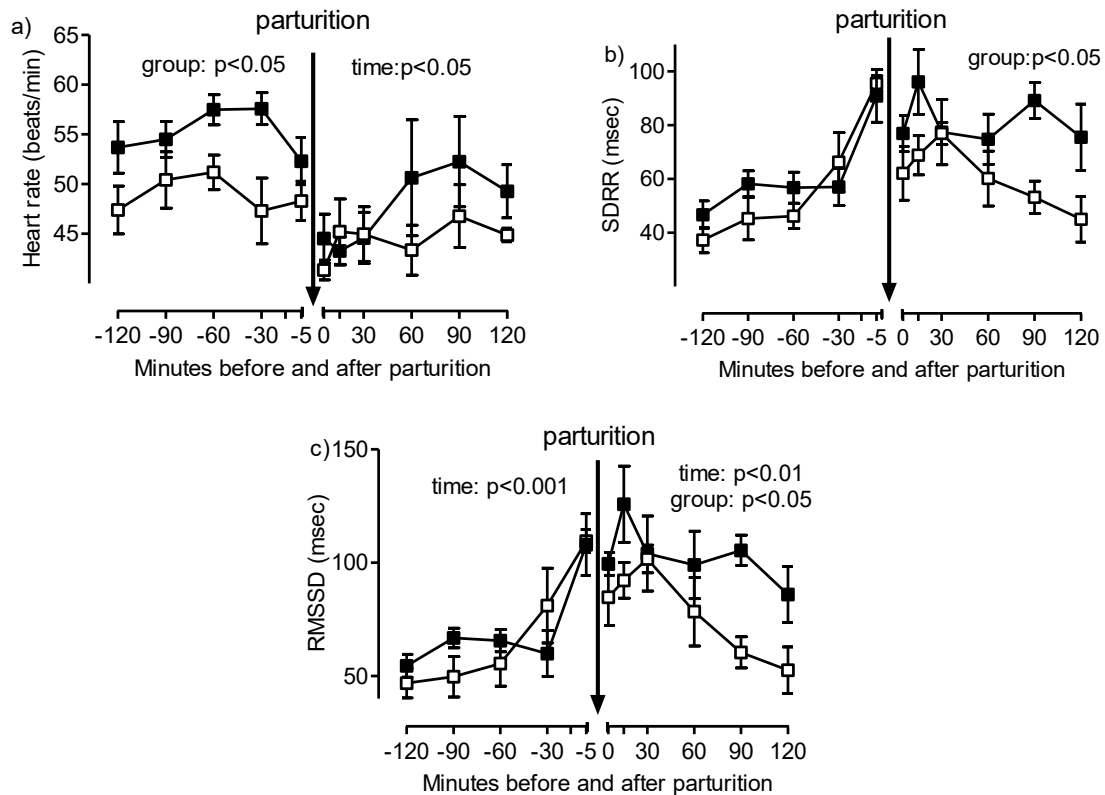 a)
parturition
group: p<0.05
time:p<0.05
Heart rate (beats/min)
65
60
55
50
45
-120 -90 -60 -30 -5 0 30 60 90 120
Minutes before and after parturition
b)
parturition
group:p<0.05
SDRR (msec)
100
80
60
40
-120 -90 -60 -30 -5 0 30 60 90 120
Minutes before and after parturition
c)
parturition
time: p<0.001
time: p<0.01
group: p<0.05
RMSSD (msec)
150
100
50
-120 -90 -60 -30 -5 0 30 60 90 120
Minutes before and after parturition